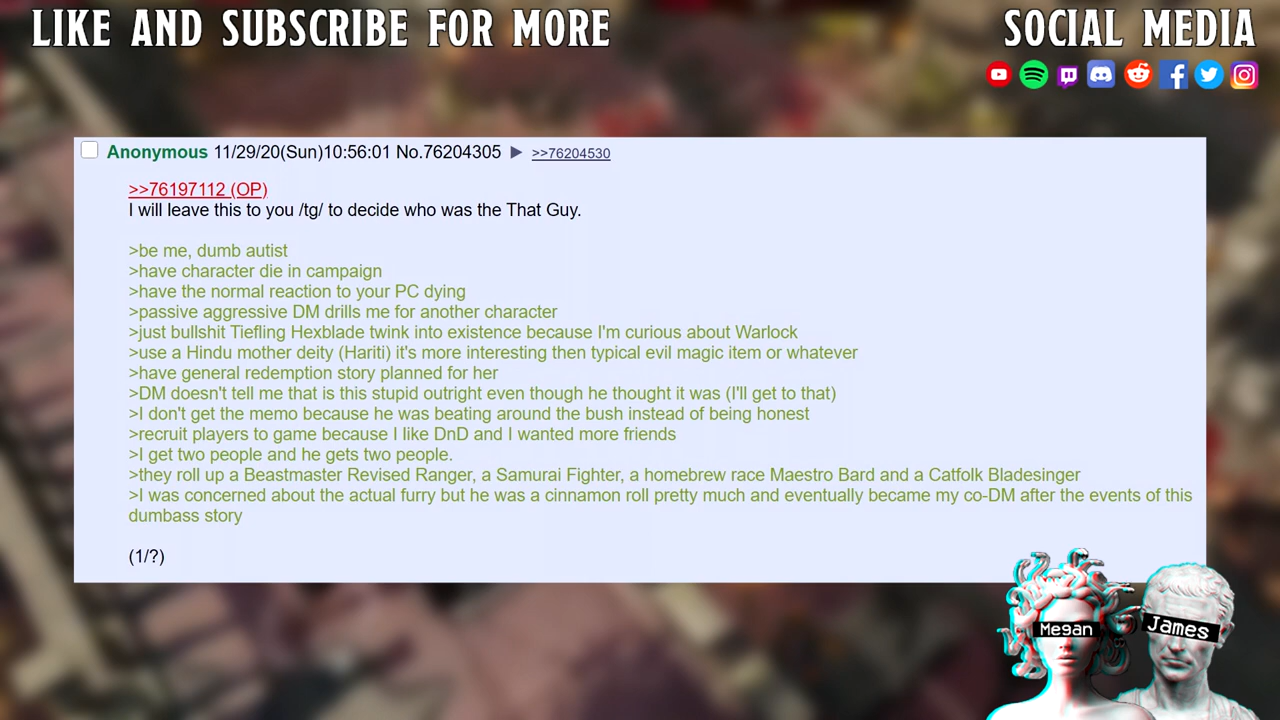 LIKE AND SUBSCRIBE FOR MORE
SOCIAL MEDIA
Anonymous 11/29/20(Sun)10:56:01 No.76204305 ▶ >>76204530
>>76197112 (OP)
I will leave this to you /tg/ to decide who was the That Guy.
>be me, dumb autist
>have character die in campaign
>have the normal reaction to your PC dying
>passive aggressive DM drills me for another character
>just bullshit Tiefling Hexblade twink into existence because I'm curious about Warlock
>use a Hindu mother deity (Hariti) it's more interesting then typical evil magic item or whatever
>have general redemption story planned for her
>DM doesn't tell me that is this stupid outright even though he thought it was (I'll get to that)
>I don't get the memo because he was beating around the bush instead of being honest
>recruit players to game because I like DnD and I wanted more friends
>I get two people and he gets two people.
>they roll up a Beastmaster Revised Ranger, a Samurai Fighter, a homebrew race Maestro Bard and a Catfolk Bladesinger
>I was concerned about the actual furry but he was a cinnamon roll pretty much and eventually became my co-DM after the events of this
dumbass story
(1/?)
Megan
James